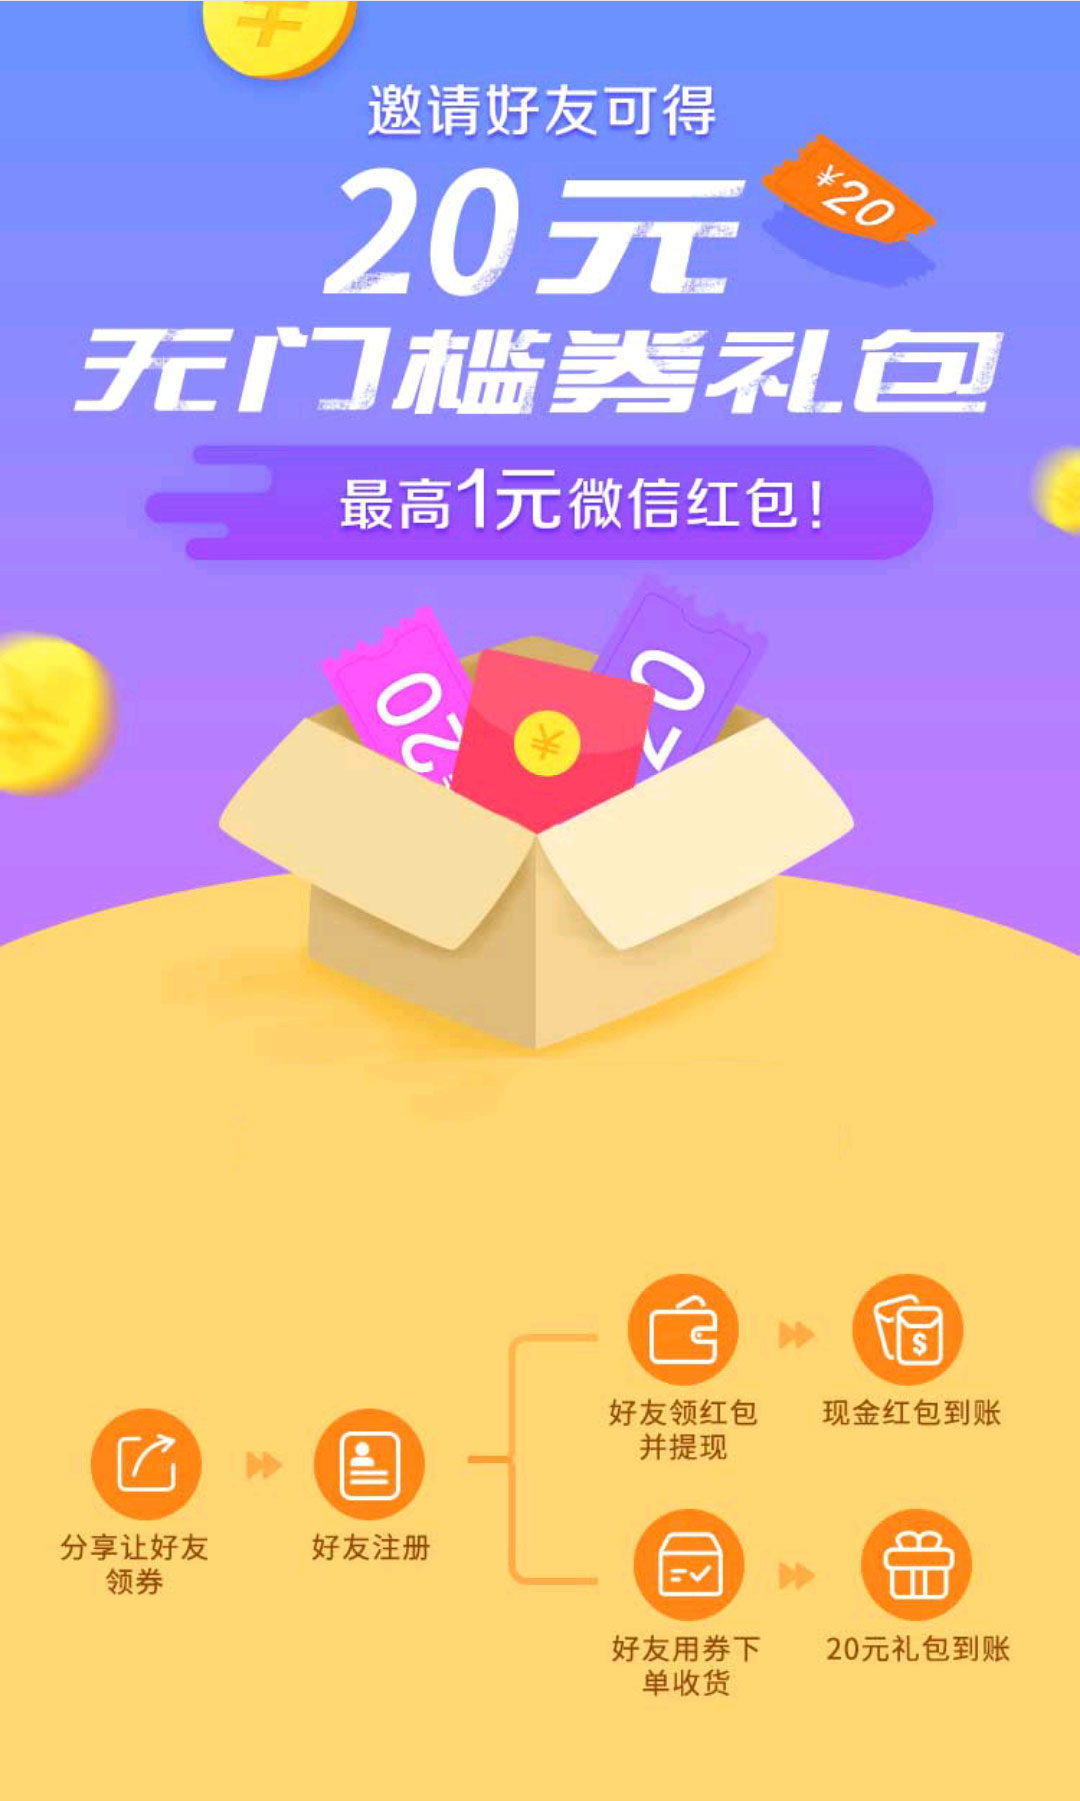 邀请好友可得
20元
¥20
无门槛券礼包
最高1元微信红包!
20
¥
20
好友领红包
并提现
现金红包到账
分享让好友
领券
好友注册
好友用券下
单收货
20元礼包到账